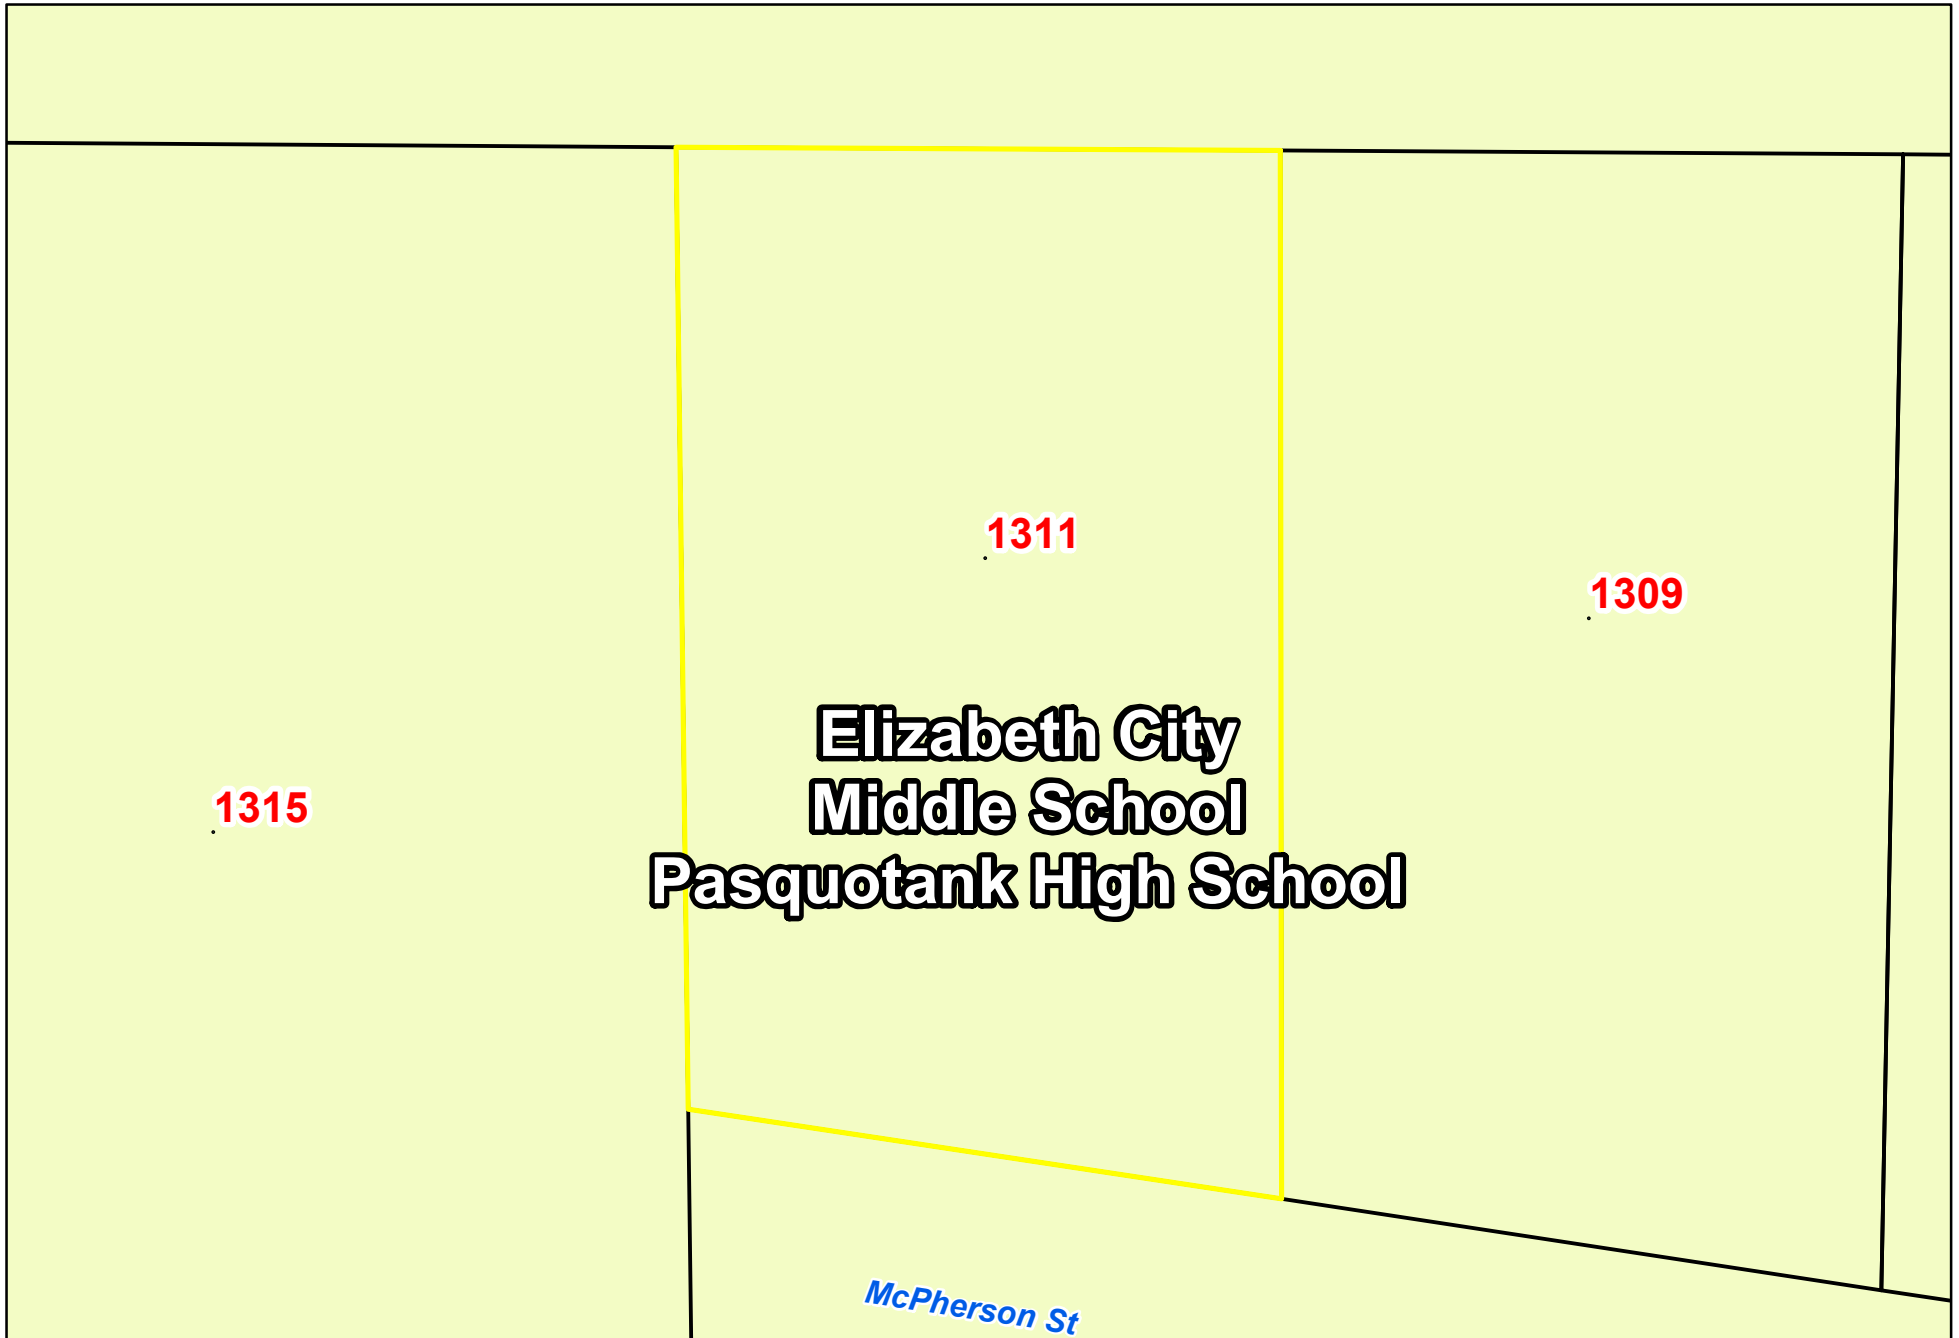 1311
1309
Elizabeth City
Middle School
Pasquotank High School
1315
McPherson St